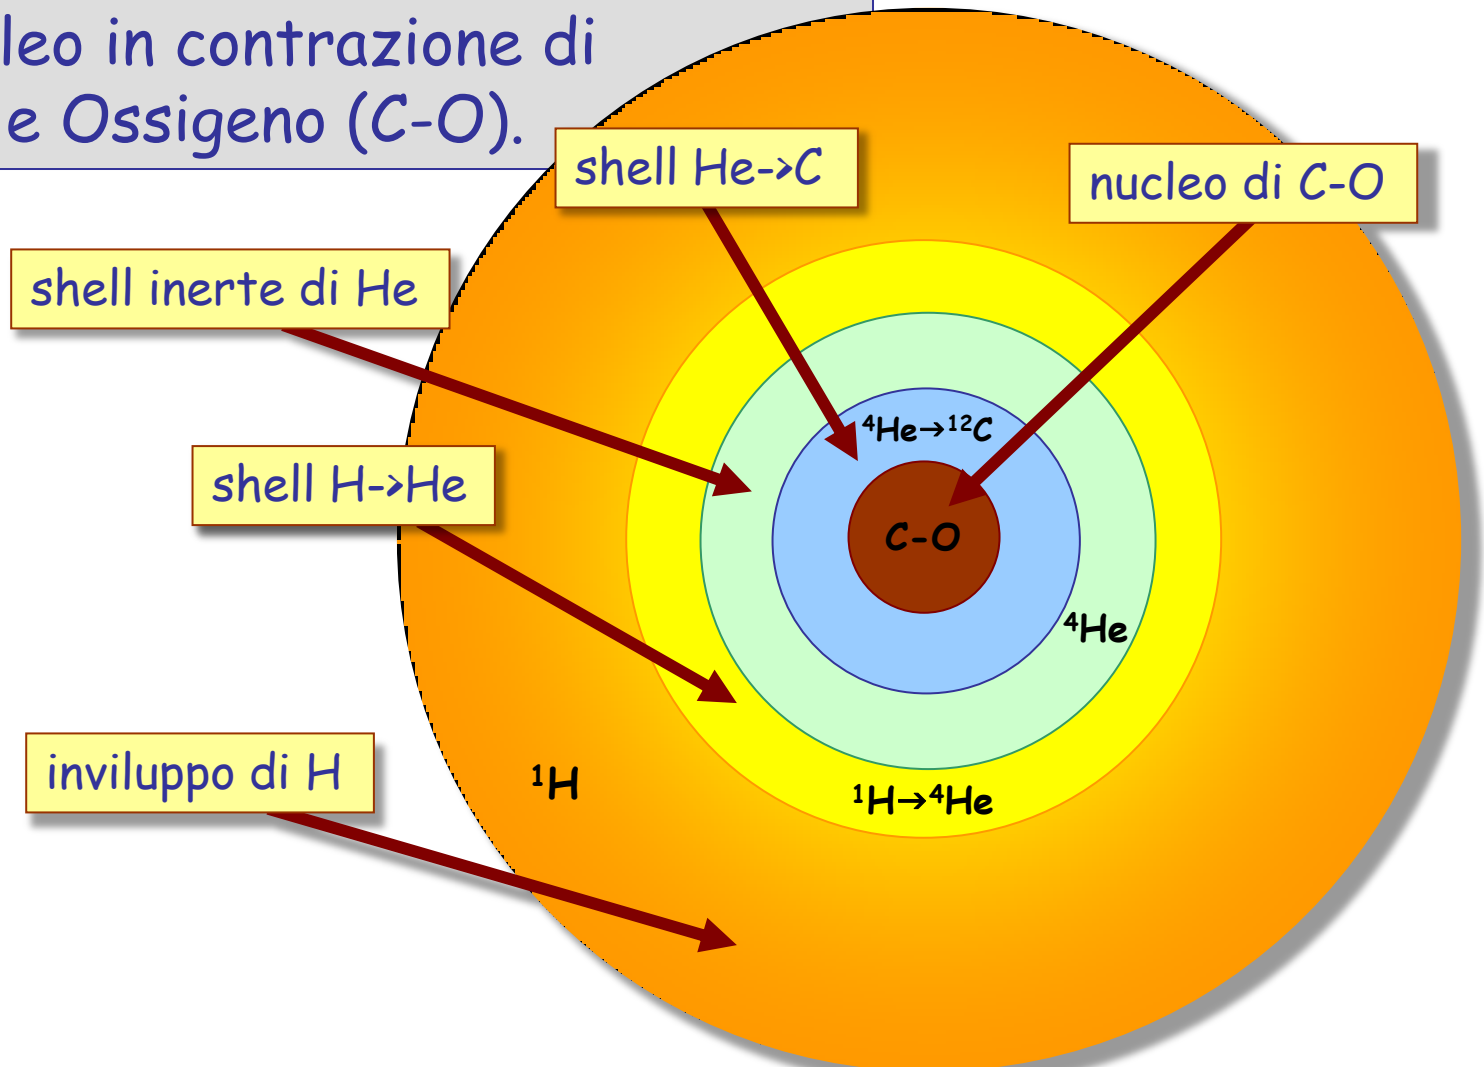 leo in contrazione di
e Ossigeno (C-O).
shell He->C
nucleo di C-O
shell inerte di He
⁴He→¹²C
shell H->He
C-O
⁴He
inviluppo di H
¹H
¹H→⁴He